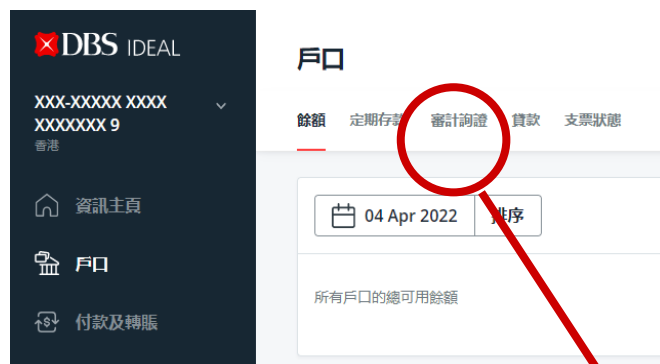 DBS IDEAL
XXX-XXXXX XXXX
XXXXXXX 9
香港
資訊主頁
戶口
付款及轉賬
戶口
餘額 定期存款 審計詢證 貸款 支票狀態
04 Apr 2022 排序
所有戶口的總可用餘額